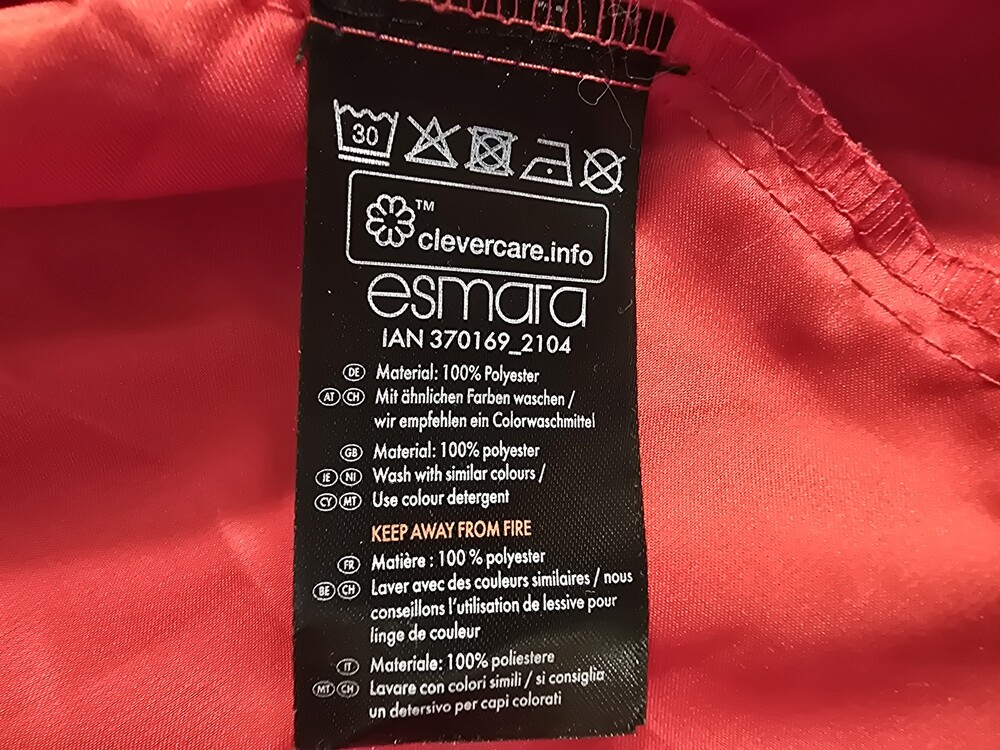 30
TM
clevercare.info
esmara
IAN 370169_2104
DE Material: 100% Polyester
AT CH Mit ähnlichen Farben waschen /
wir empfehlen ein Colorwaschmittel
GB Material: 100% polyester
JE NI Wash with similar colours /
CY MT Use colour detergent
KEEP AWAY FROM FIRE
FR Matière : 100 % polyester
BE CH Laver avec des couleurs similaires / nous
conseillons l'utilisation de lessive pour
linge de couleur
IT Materiale: 100% poliestere
MT CH Lavare con colori simili / si consiglia
un detersivo per capi colorati